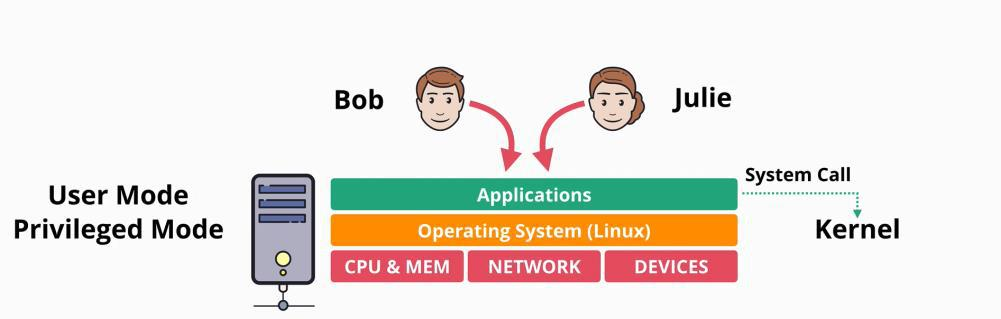 Bob
Julie
System Call
User Mode
Applications
Privileged Mode
Operating System (Linux)
Kernel
CPU & MEM
NETWORK
DEVICES